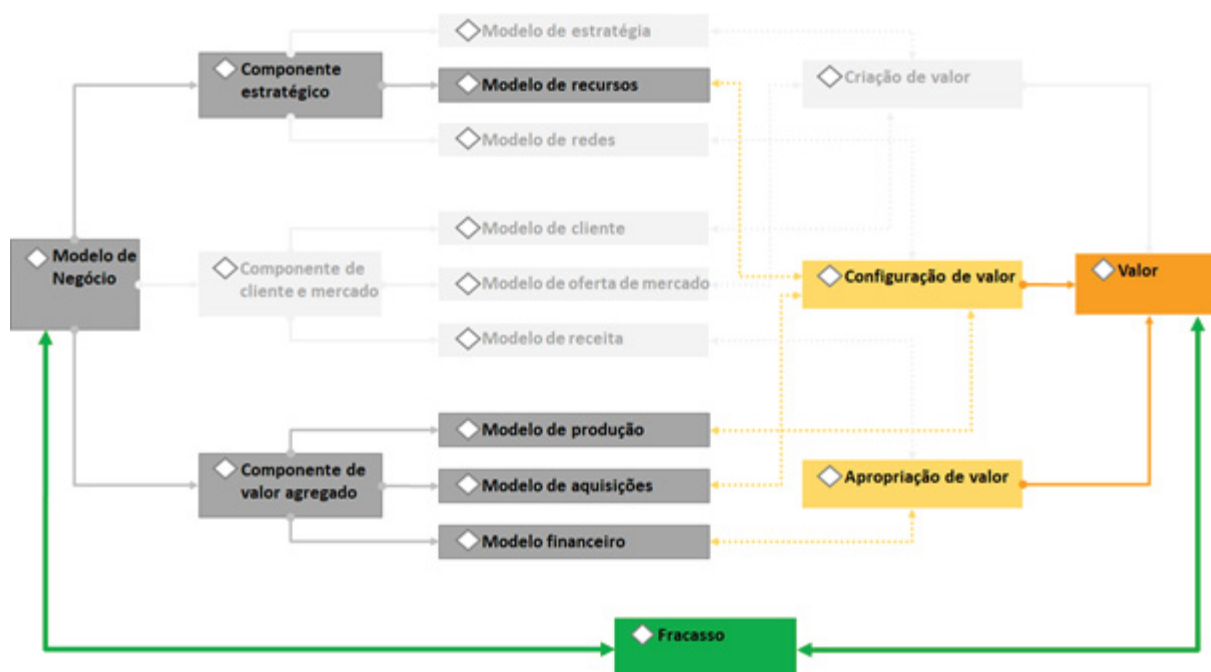 Modelo de
Negócio
Componente
estratégico
Modelo de estratégia
Modelo de recursos
Modelo de redes
Componente de
cliente e mercado
Modelo de cliente
Modelo de oferta de mercado
Modelo de receita
Componente de
valor agregado
Modelo de produção
Modelo de aquisições
Modelo financeiro
Criação de valor
Configuração de valor
Apropriação de valor
Valor
Fracasso